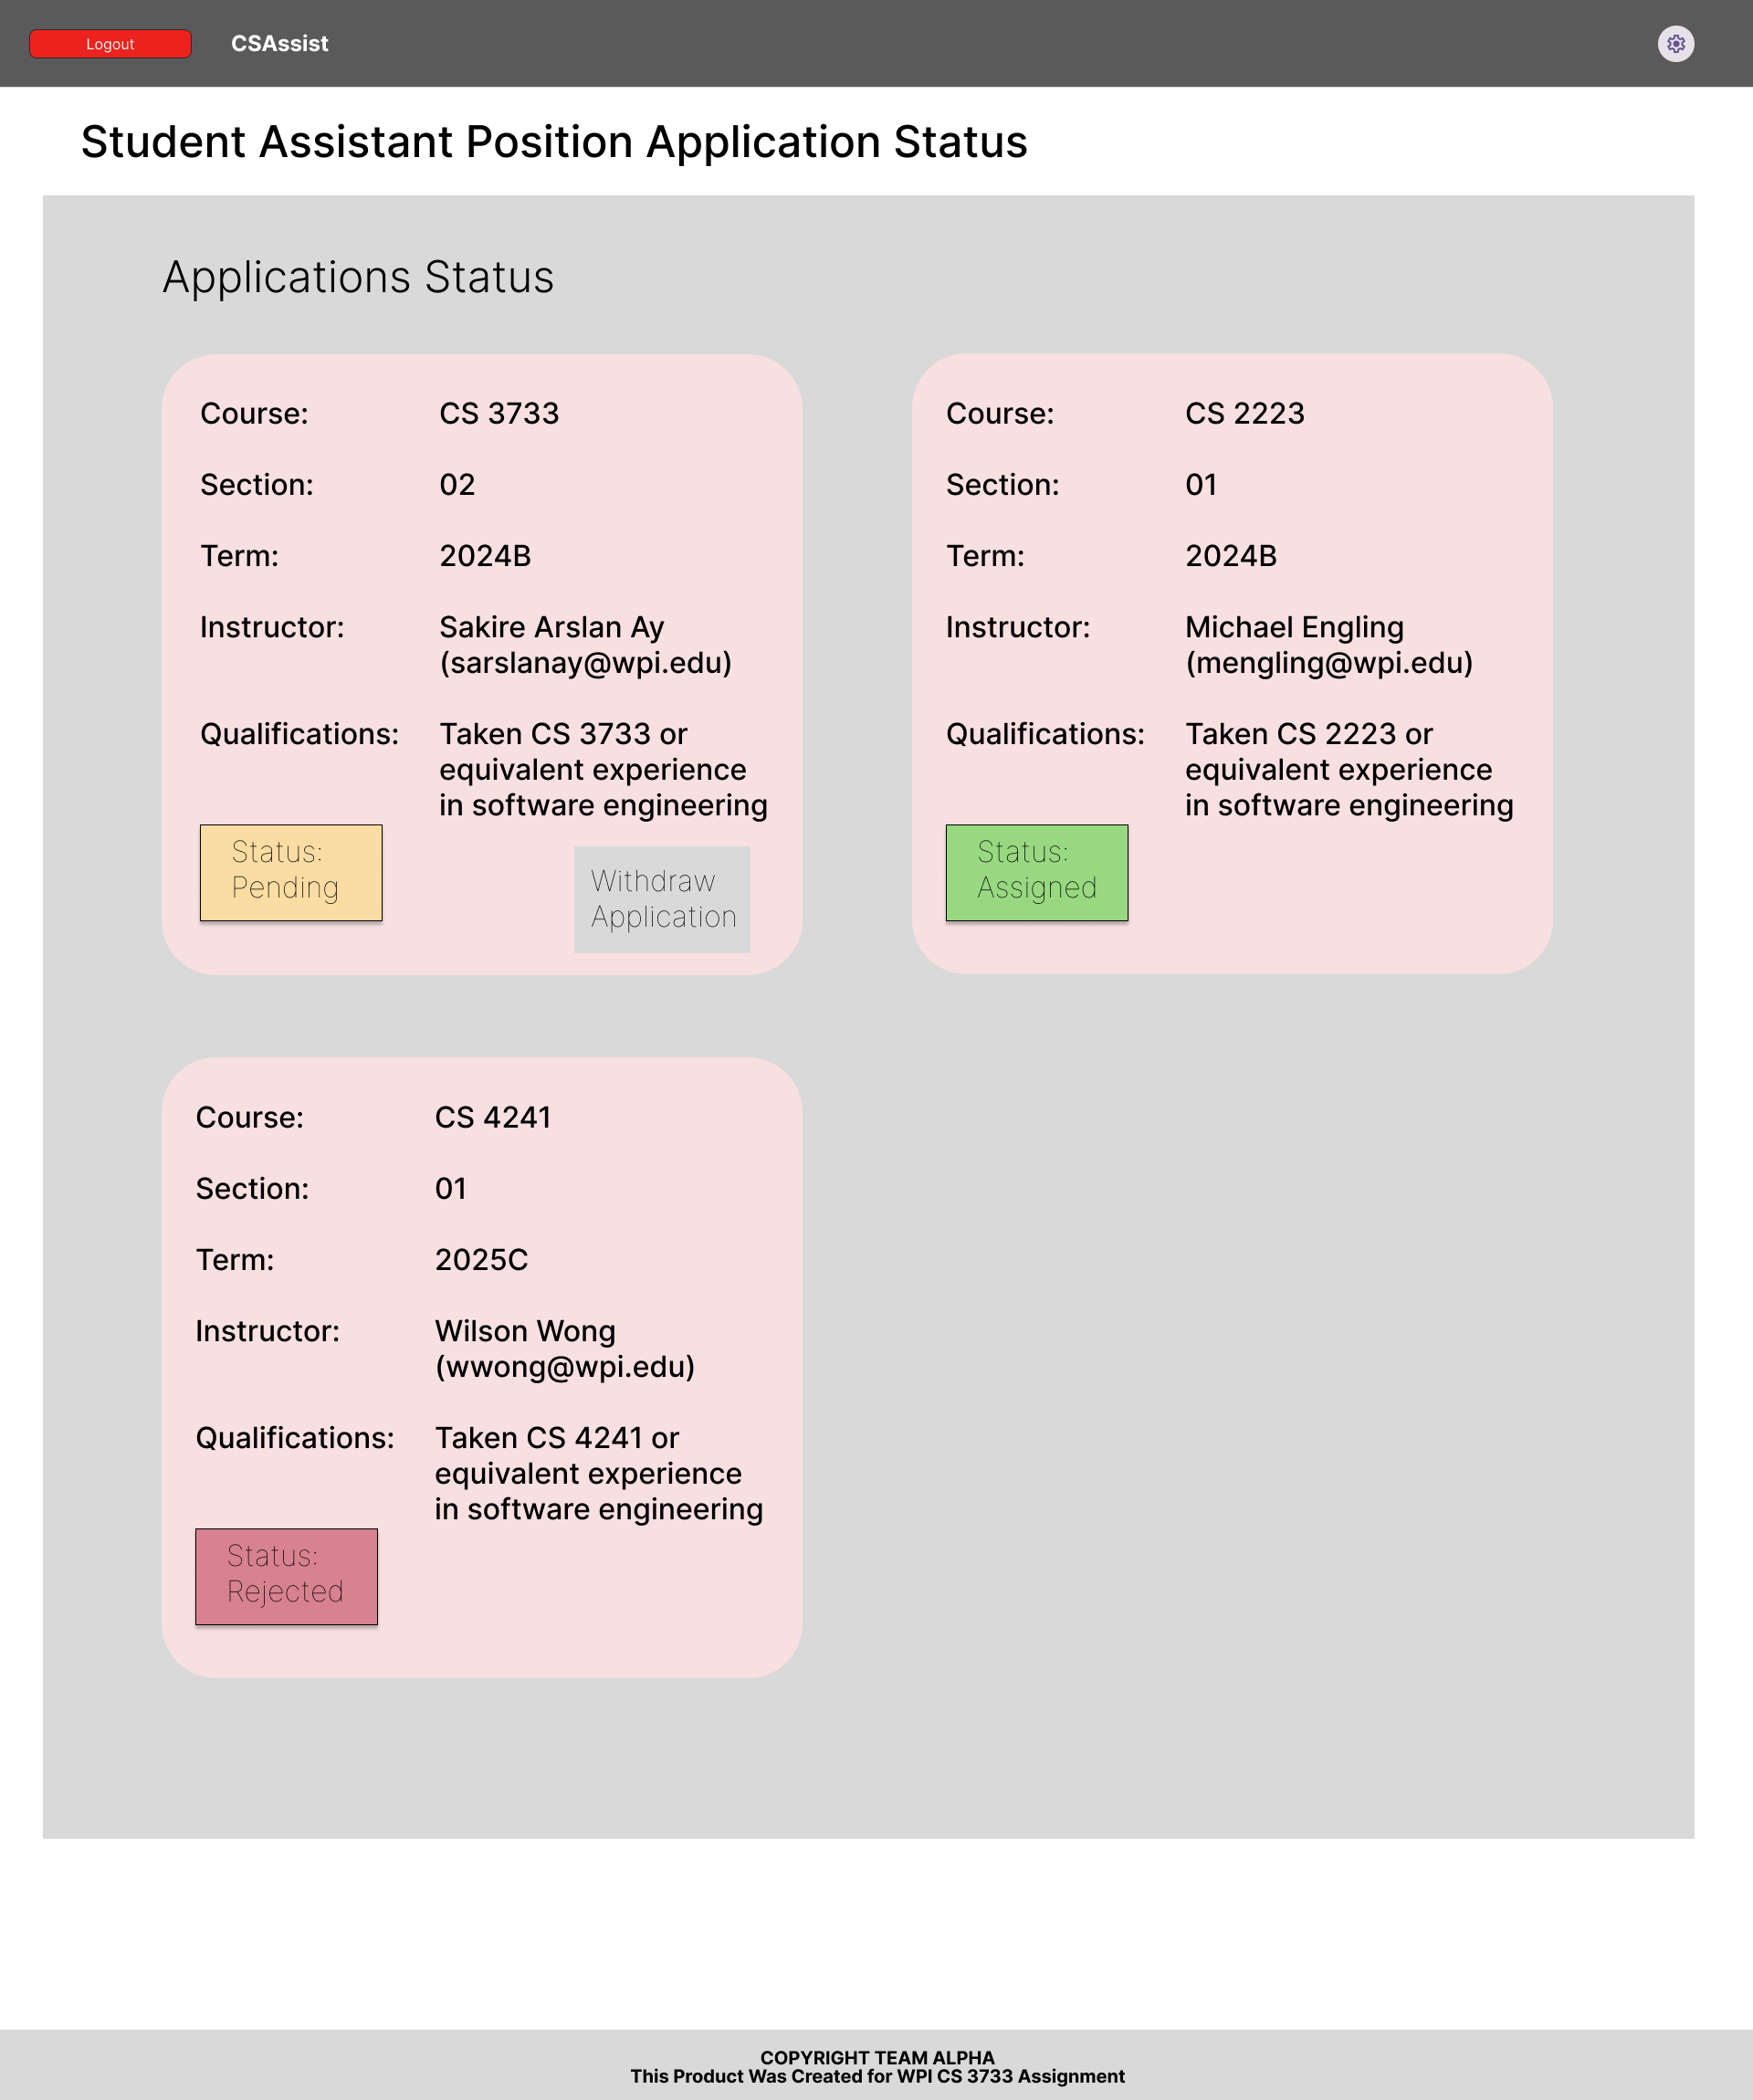 Logout
CSAssist
Student Assistant Position Application Status
Applications Status
Course: CS 3733
Section: 02
Term: 2024B
Instructor: Sakire Arslan Ay
(sarslanay@wpi.edu)
Qualifications: Taken CS 3733 or
equivalent experience
in software engineering
Status:
Pending
Withdraw
Application
Course: CS 2223
Section: 01
Term: 2024B
Instructor: Michael Engling
(mengling@wpi.edu)
Qualifications: Taken CS 2223 or
equivalent experience
in software engineering
Status:
Assigned
Course: CS 4241
Section: 01
Term: 2025C
Instructor: Wilson Wong
(wwong@wpi.edu)
Qualifications: Taken CS 4241 or
equivalent experience
in software engineering
Status:
Rejected
COPYRIGHT TEAM ALPHA
This Product Was Created for WPI CS 3733 Assignment